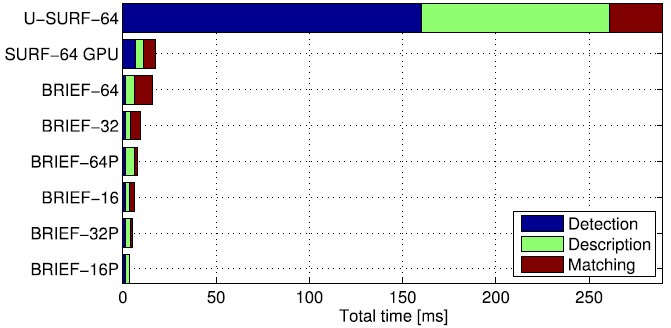 U-SURF-64
SURF-64 GPU
BRIEF-64
BRIEF-32
BRIEF-64P
BRIEF-16
BRIEF-32P
BRIEF-16P
Detection
Description
Matching
0 50 100 150 200 250
Total time [ms]